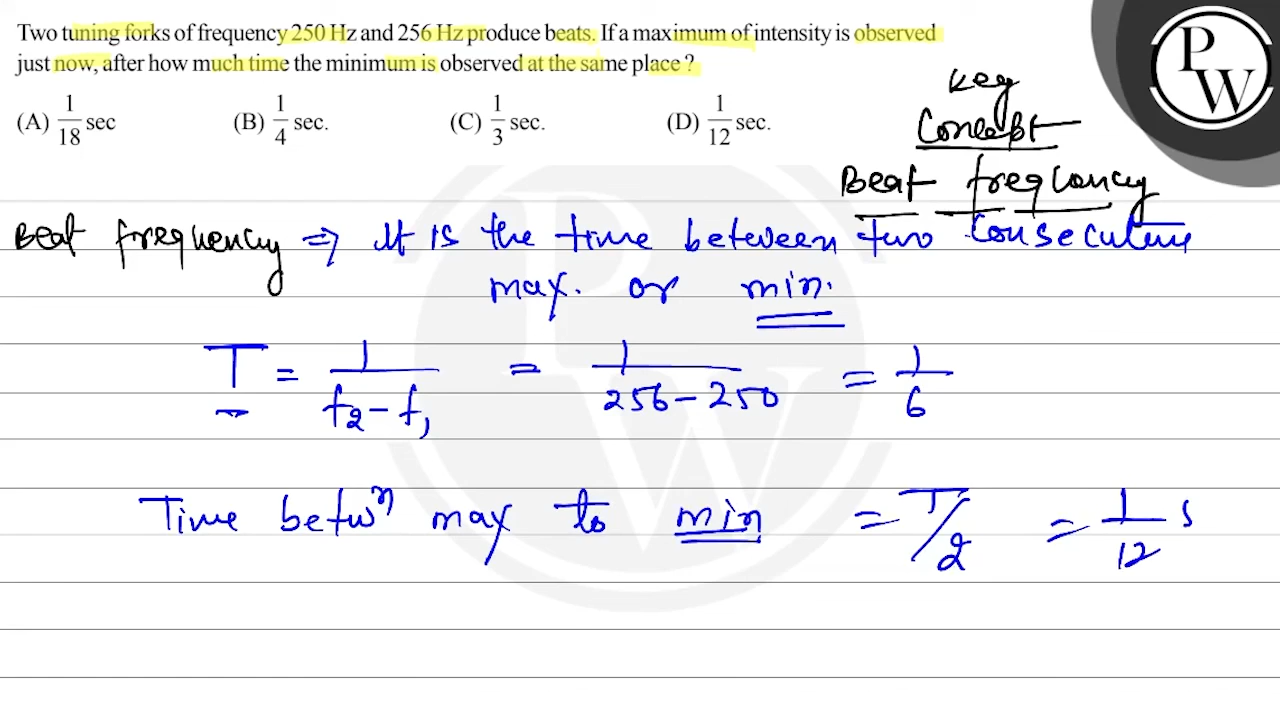 Two tuning forks of frequency 250 Hz and 256 Hz produce beats. If a maximum of intensity is observed
just now, after how much time the minimum is observed at the same place ?
(A) 1/18 sec (B) 1/4 sec. (C) 1/3 sec. (D) 1/12 sec.
PW
Key
Concept
Beat frequency
Beat frequency ⇒ It is the time between two consecutive
max. or min.
T = 1/(f₂ - f₁) = 1/(256 - 250) = 1/6
Time betwⁿ max to min = T/2 = 1/12 s